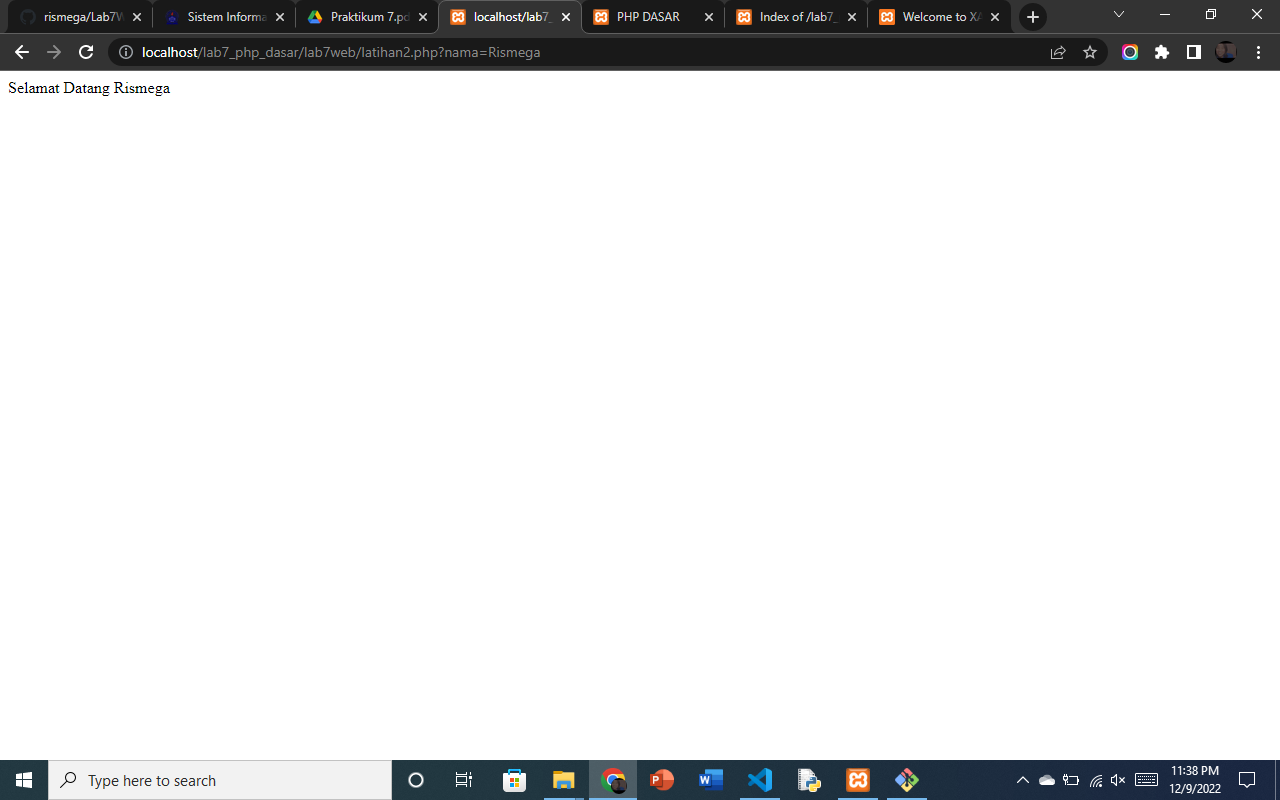 rismega/Lab7W
Sistem Informa
Praktikum 7.pd
localhost/lab7_
PHP DASAR
Index of /lab7_
Welcome to XA
localhost/lab7_php_dasar/lab7web/latihan2.php?nama=Rismega
Selamat Datang Rismega
Type here to search
11:38 PM
12/9/2022